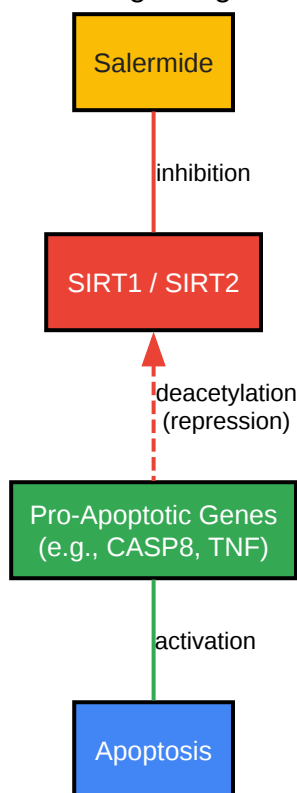 Salermide
inhibition
SIRT1 / SIRT2
deacetylation
(repression)
Pro-Apoptotic Genes
(e.g., CASP8, TNF)
activation
Apoptosis